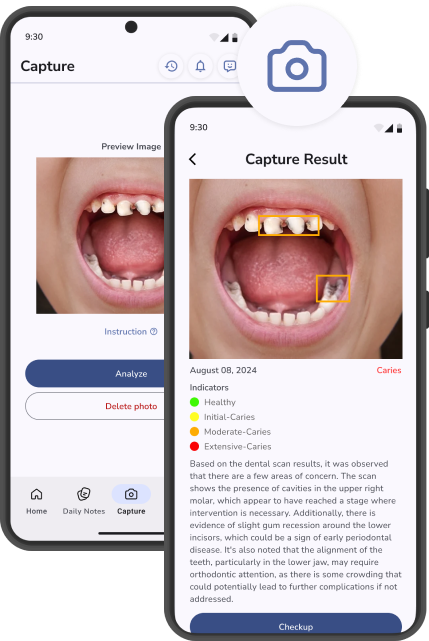 9:30
Capture
Preview Image
Instruction
Analyze
Delete photo
Home
Daily Notes
Capture
9:30
Capture Result
August 08, 2024
Caries
Indicators
Healthy
Initial-Caries
Moderate-Caries
Extensive-Caries
Based on the dental scan results, it was observed
that there are a few areas of concern. The scan
shows the presence of cavities in the upper right
molar, which appear to have reached a stage where
intervention is necessary. Additionally, there is
evidence of slight gum recession around the lower
incisors, which could be a sign of early periodontal
disease. It's also noted that the alignment of the
teeth, particularly in the lower jaw, may require
orthodontic attention, as there is some crowding that
could potentially lead to further complications if not
addressed.
Checkup